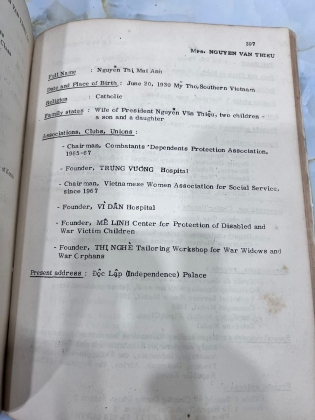 107
Mrs. NGUYEN VAN THIEU
Full Name : Nguyễn Thị Mai Anh
Date and Place of Birth : June 20, 1930 Mỹ Tho, Southern Vietnam
Religion : Catholic
Family states : Wife of President Nguyễn Văn Thiệu, two children -
a son and a daughter
Associations, Clubs, Unions :
- Chairman, Combatants' Dependents Protection Association,
1965-67
- Founder, TRƯNG VƯƠNG Hospital
- Chairman, Vietnamese Women Association for Social Service,
since 1967
- Founder, VÌ DÂN Hospital
- Founder, MÊ LINH Center for Protection of Disabled and
War Victim Children
- Founder, THỊ NGHÈ Tailoring Workshop for War Widows and
War Orphans
Present address : Độc Lập (Independence) Palace